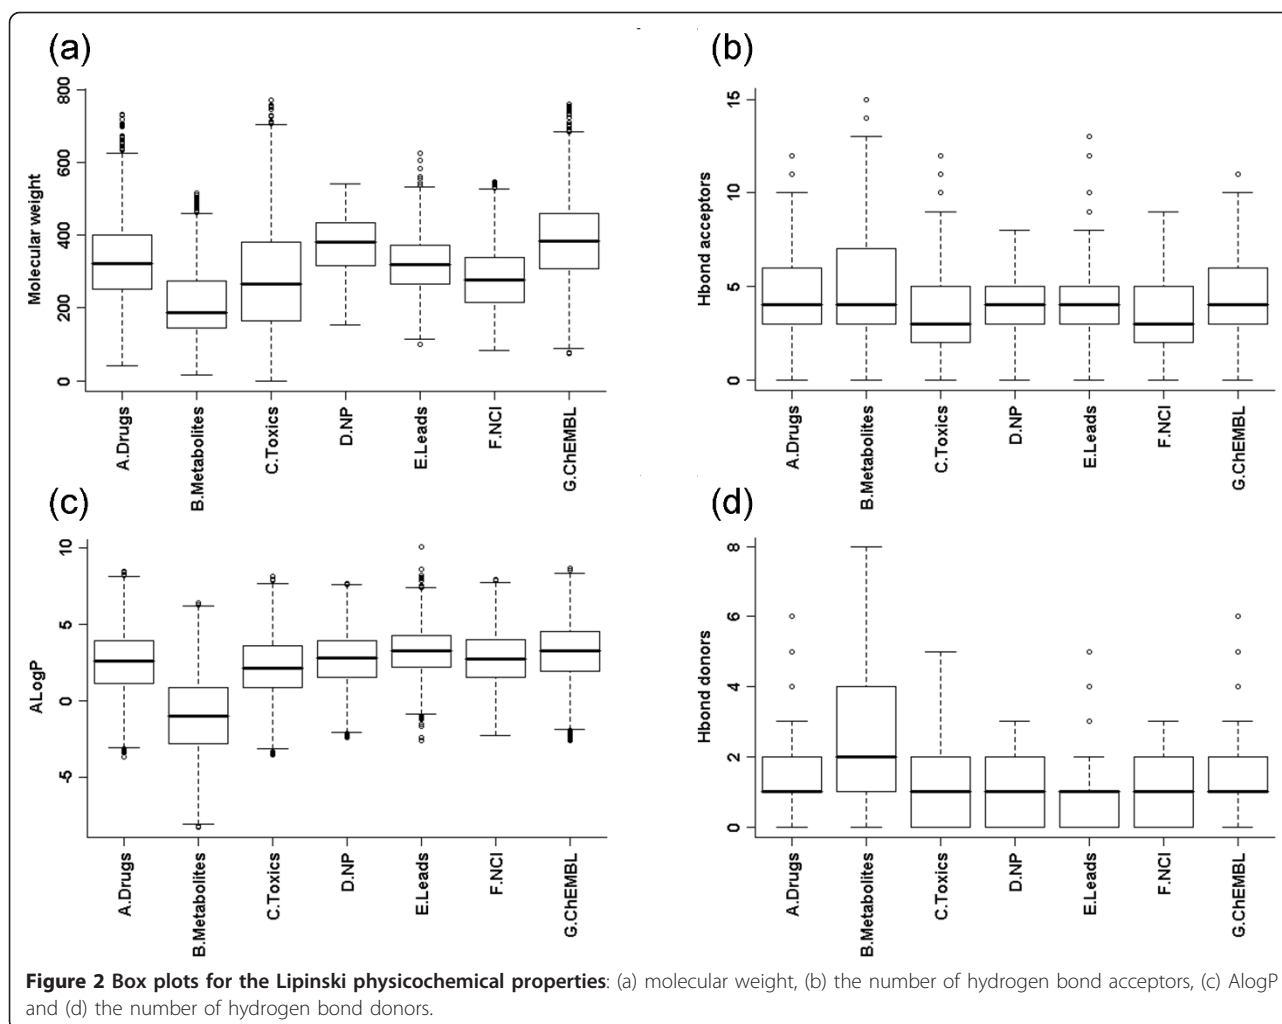 (a)
Molecular weight
800
600
400
200
0
A.Drugs
B.Metabolites
C.Toxics
D.NP
E.Leads
F.NCI
G.ChEMBL
(b)
Hbond acceptors
15
10
5
0
A.Drugs
B.Metabolites
C.Toxics
D.NP
E.Leads
F.NCI
G.ChEMBL
(c)
ALogP
10
5
0
-5
A.Drugs
B.Metabolites
C.Toxics
D.NP
E.Leads
F.NCI
G.ChEMBL
(d)
Hbond donors
8
6
4
2
0
A.Drugs
B.Metabolites
C.Toxics
D.NP
E.Leads
F.NCI
G.ChEMBL
Figure 2 Box plots for the Lipinski physicochemical properties: (a) molecular weight, (b) the number of hydrogen bond acceptors, (c) AlogP
and (d) the number of hydrogen bond donors.